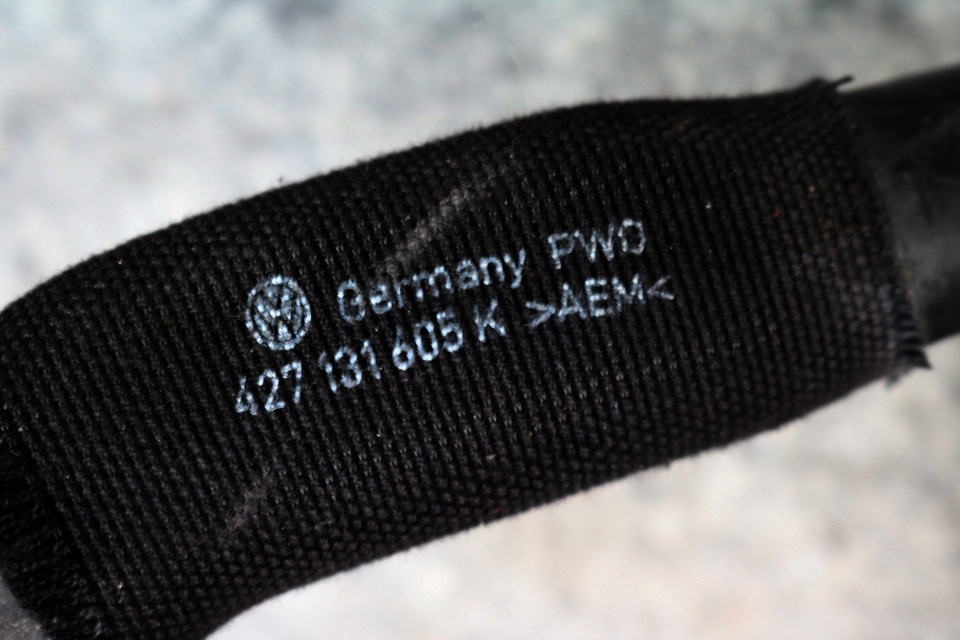 Germany PWO
427 131 605 K >AEM<